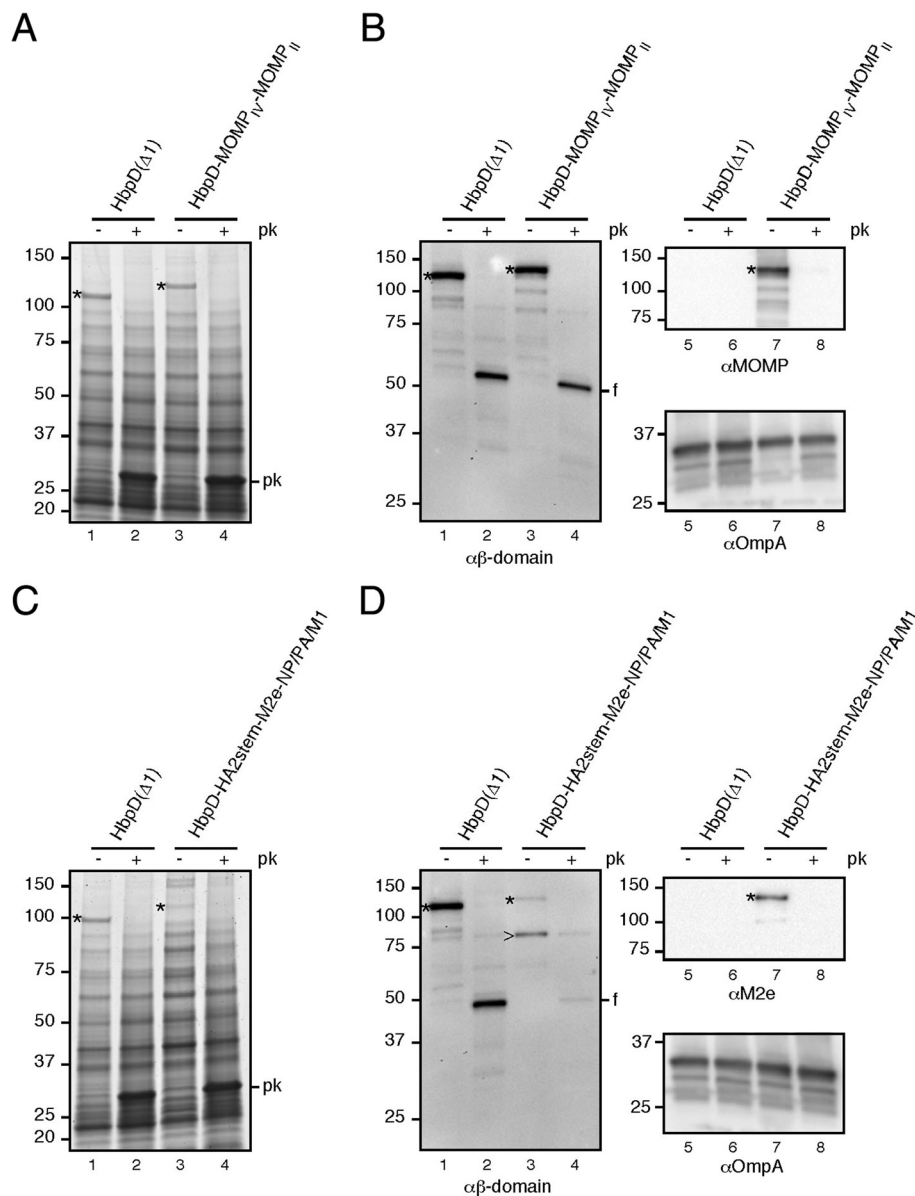 A
HbpD(Δ1)
HbpD-MOMP_IV-MOMP_II
- + - + pk
150
100
75
50
37
25
20
* *
pk
1 2 3 4
B
HbpD(Δ1)
HbpD-MOMP_IV-MOMP_II
- + - + pk
150
100
75
50
37
25
* *
f
1 2 3 4
αβ-domain
HbpD(Δ1)
HbpD-MOMP_IV-MOMP_II
- + - + pk
150
100
75
*
5 6 7 8
αMOMP
37
25
5 6 7 8
αOmpA
C
HbpD(Δ1)
HbpD-HA2stem-M2e-NP/PA/M1
- + - + pk
150
100
75
50
37
25
20
* *
pk
1 2 3 4
D
HbpD(Δ1)
HbpD-HA2stem-M2e-NP/PA/M1
- + - + pk
150
100
75
50
37
25
* *
>
f
1 2 3 4
αβ-domain
HbpD(Δ1)
HbpD-HA2stem-M2e-NP/PA/M1
- + - + pk
150
100
75
*
5 6 7 8
αM2e
37
25
5 6 7 8
αOmpA